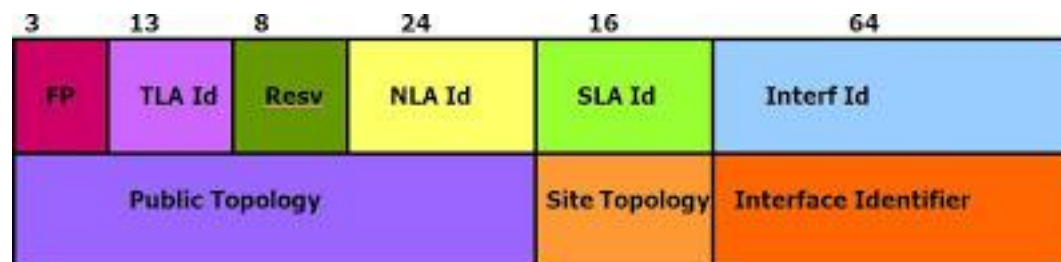 3 13 8 24 16 64
FP TLA Id Resv NLA Id SLA Id Interf Id
Public Topology Site Topology Interface Identifier